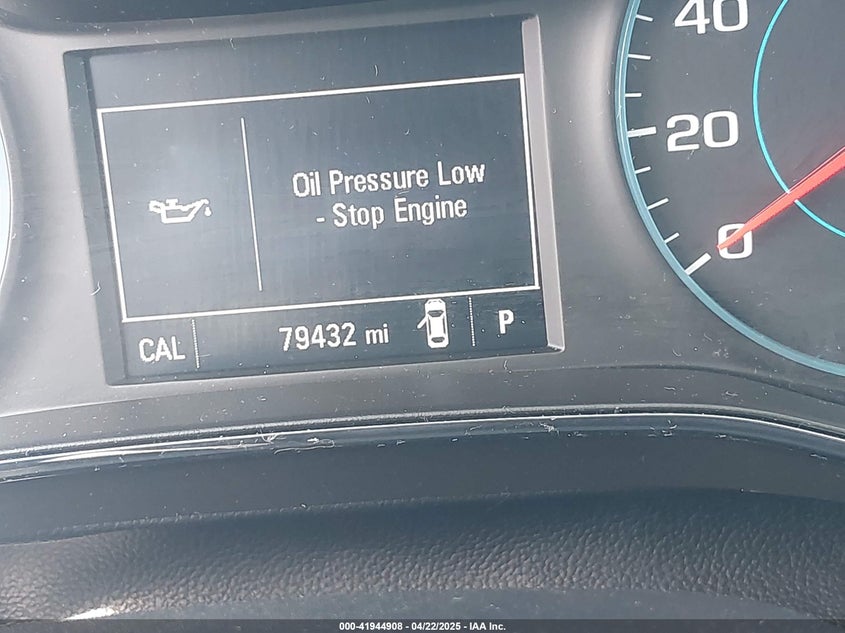 40
20
0
Oil Pressure Low
- Stop Engine
CAL
79432 mi
P
000-41944908 - 04/22/2025 - IAA Inc.